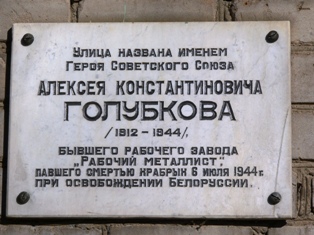 Улица названа именем
Героя Советского Союза
Алексея Константиновича
Голубкова
/1912 – 1944/,
бывшего рабочего завода
„Рабочий металлист”,
павшего смертью храбрых 6 июля 1944 г.
при освобождении Белоруссии.